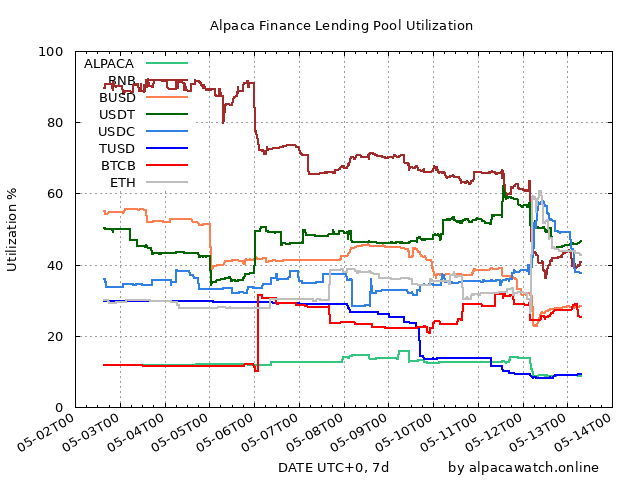 Alpaca Finance Lending Pool Utilization
100
80
60
40
20
0
Utilization %
ALPACA
BNB
BUSD
USDT
USDC
TUSD
BTCB
ETH
05-02T00
05-03T00
05-04T00
05-05T00
05-06T00
05-07T00
05-08T00
05-09T00
05-10T00
05-11T00
05-12T00
05-13T00
05-14T00
DATE UTC+0, 7d
by alpacawatch.online